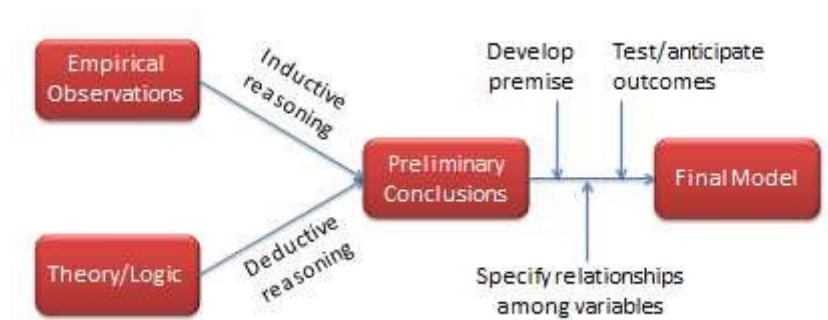 Empirical
Observations
Inductive
reasoning
Develop
premise
Test/anticipate
outcomes
Preliminary
Conclusions
Final Model
Theory/Logic
Deductive
reasoning
Specify relationships
among variables